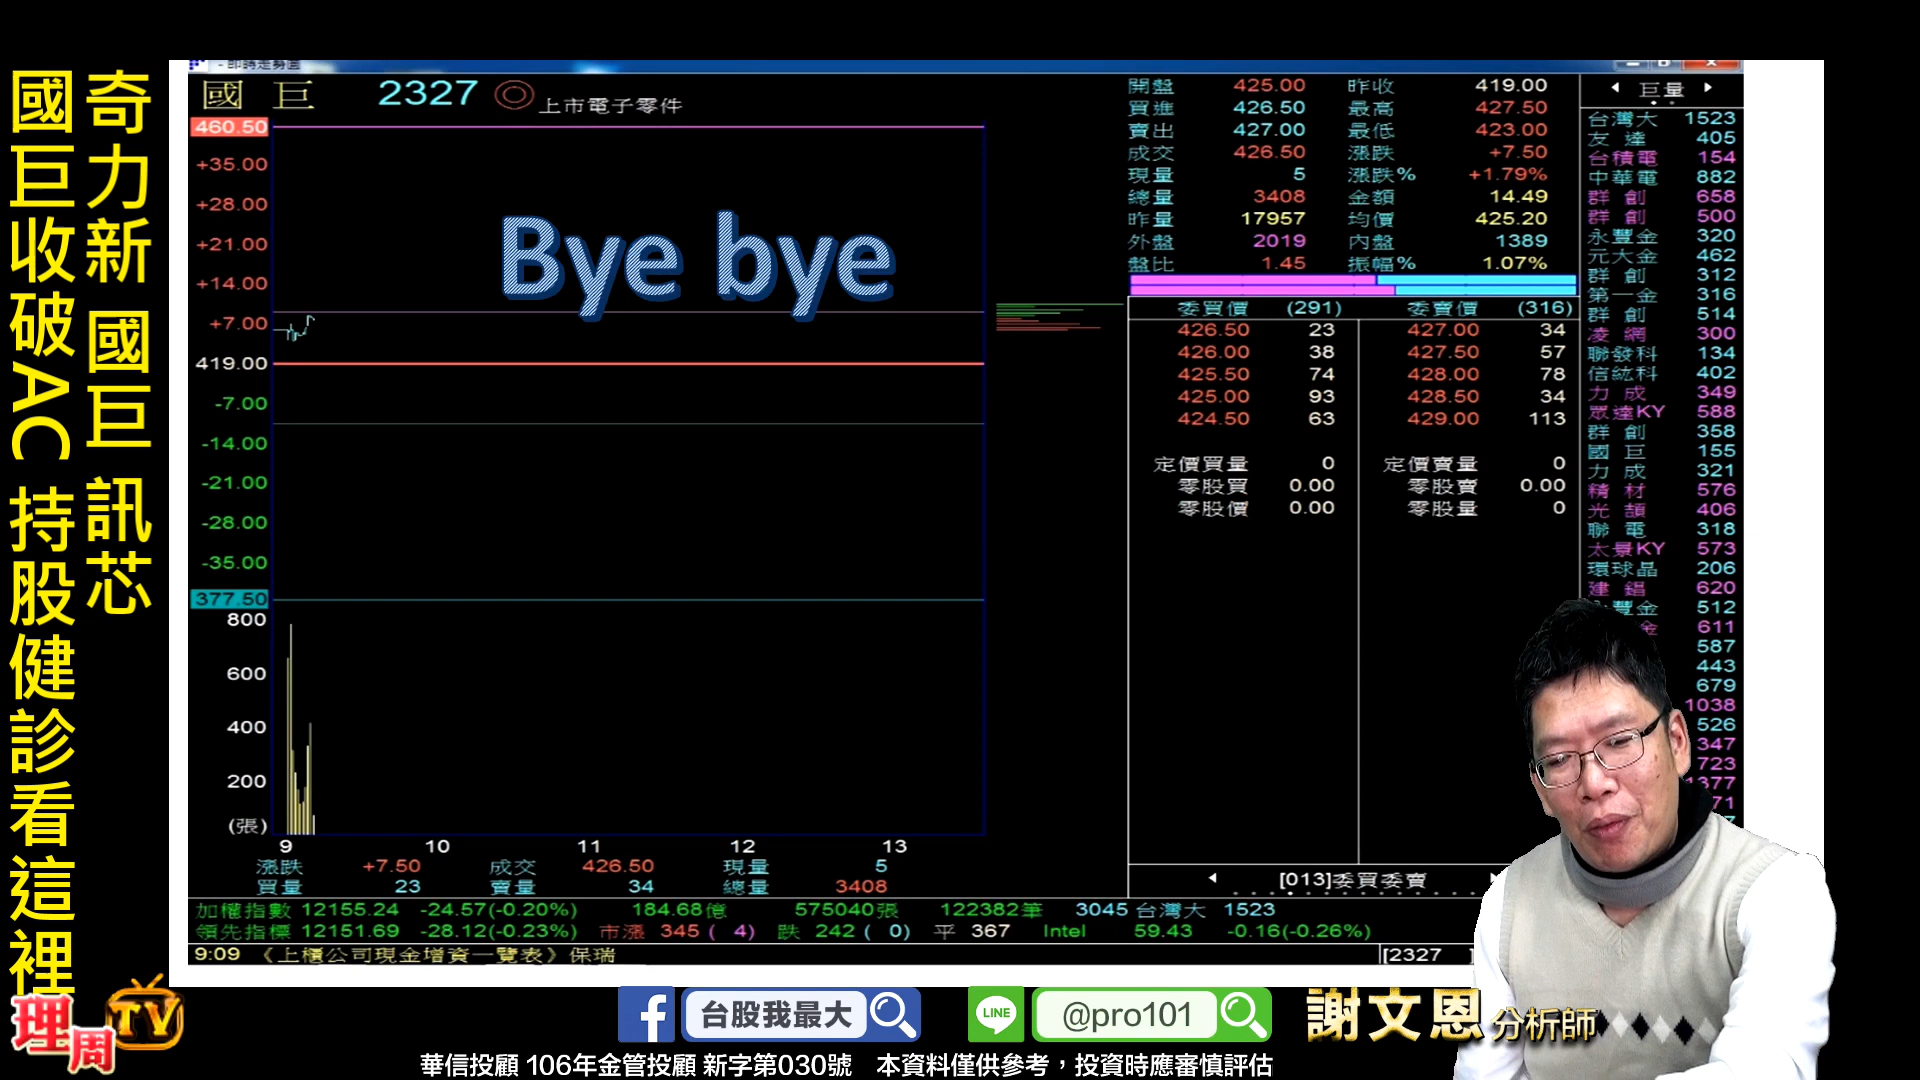 奇力新 國巨 訊芯
國巨收破AC 持股健診看這裡
國巨 2327 ◎ 上市電子零件
460.50
+35.00
+28.00
+21.00
+14.00
+7.00
419.00
-7.00
-14.00
-21.00
-28.00
-35.00
377.50
800
600
400
200
(張)
9 10 11 12 13
Bye bye
開盤 425.00 昨收 419.00
買進 426.50 最高 427.50
賣出 427.00 最低 423.00
成交 426.50 漲跌 +7.50
現量 5 漲跌% +1.79%
總量 3408 金額 14.49
昨量 17957 均價 425.20
外盤 2019 內盤 1389
盤比 1.45 振幅% 1.07%
委買價 (291) 委賣價 (316)
426.50 23 427.00 34
426.00 38 427.50 57
425.50 74 428.00 78
425.00 93 428.50 34
424.50 63 429.00 113
定價買量 0 定價賣量 0
零股買 0.00 零股賣 0.00
零股價 0.00 零股量 0
[013]委買委賣
巨量
台灣大 1523
友達 405
台積電 154
中華電 882
群創 658
群創 500
永豐金 320
元大金 462
群創 312
第一金 316
群創 514
凌網 300
聯發科 134
信紘科 402
力成 349
眾達KY 588
群創 358
國巨 155
力成 321
精材 576
光頡 406
聯電 318
太景KY 573
環球晶 206
建錩 620
豐金 512
金 611
587
443
679
1038
526
347
723
1377
71
漲跌 +7.50 成交 426.50 現量 5
買量 23 賣量 34 總量 3408
加權指數 12155.24 -24.57(-0.20%) 184.68億 575040張 122382筆 3045 台灣大 1523
領先指標 12151.69 -28.12(-0.23%) 市漲 345 ( 4) 跌 242 ( 0) 平 367 Intel 59.43 -0.16(-0.26%)
9:09 《上櫃公司現金增資一覽表》保瑞 [2327
理周TV
台股我最大
LINE @pro101
謝文恩 分析師
華信投顧 106年金管投顧 新字第030號 本資料僅供參考，投資時應審慎評估